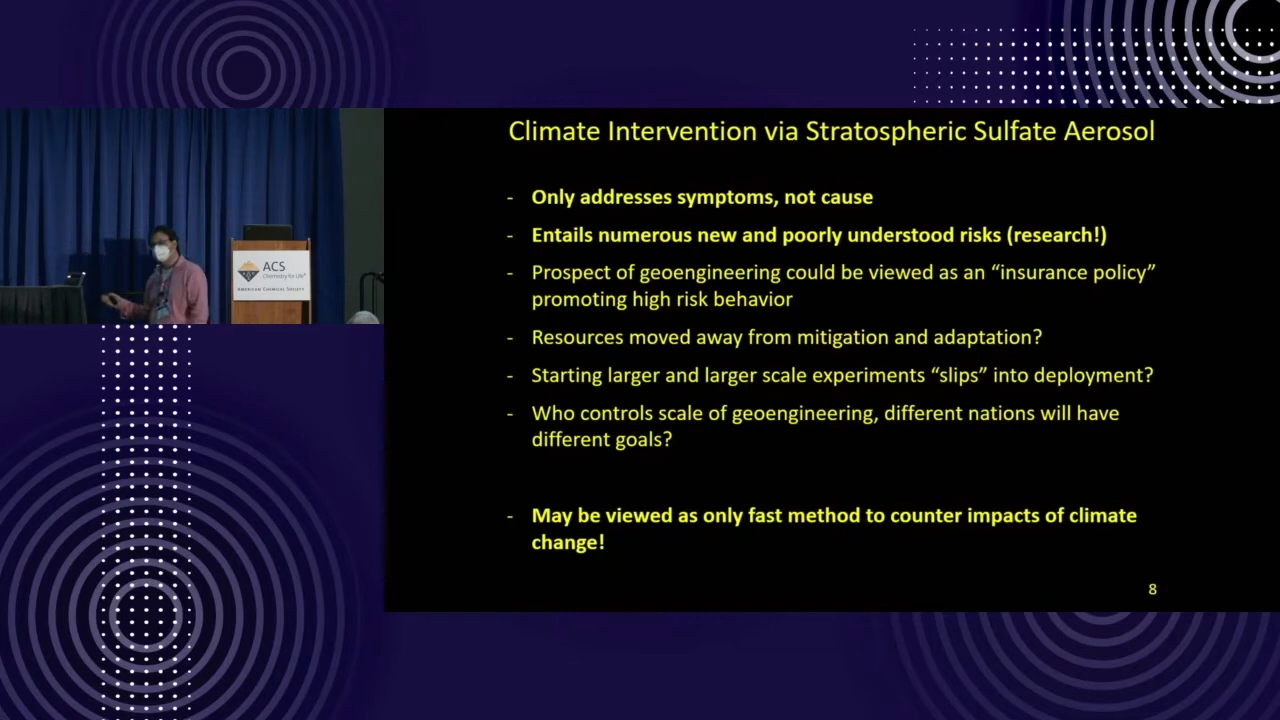 Climate Intervention via Stratospheric Sulfate Aerosol
- Only addresses symptoms, not cause
- Entails numerous new and poorly understood risks (research!)
- Prospect of geoengineering could be viewed as an “insurance policy”
promoting high risk behavior
- Resources moved away from mitigation and adaptation?
- Starting larger and larger scale experiments “slips” into deployment?
- Who controls scale of geoengineering, different nations will have
different goals?
- May be viewed as only fast method to counter impacts of climate
change!
8
ACS
Chemistry for Life®
AMERICAN CHEMICAL SOCIETY